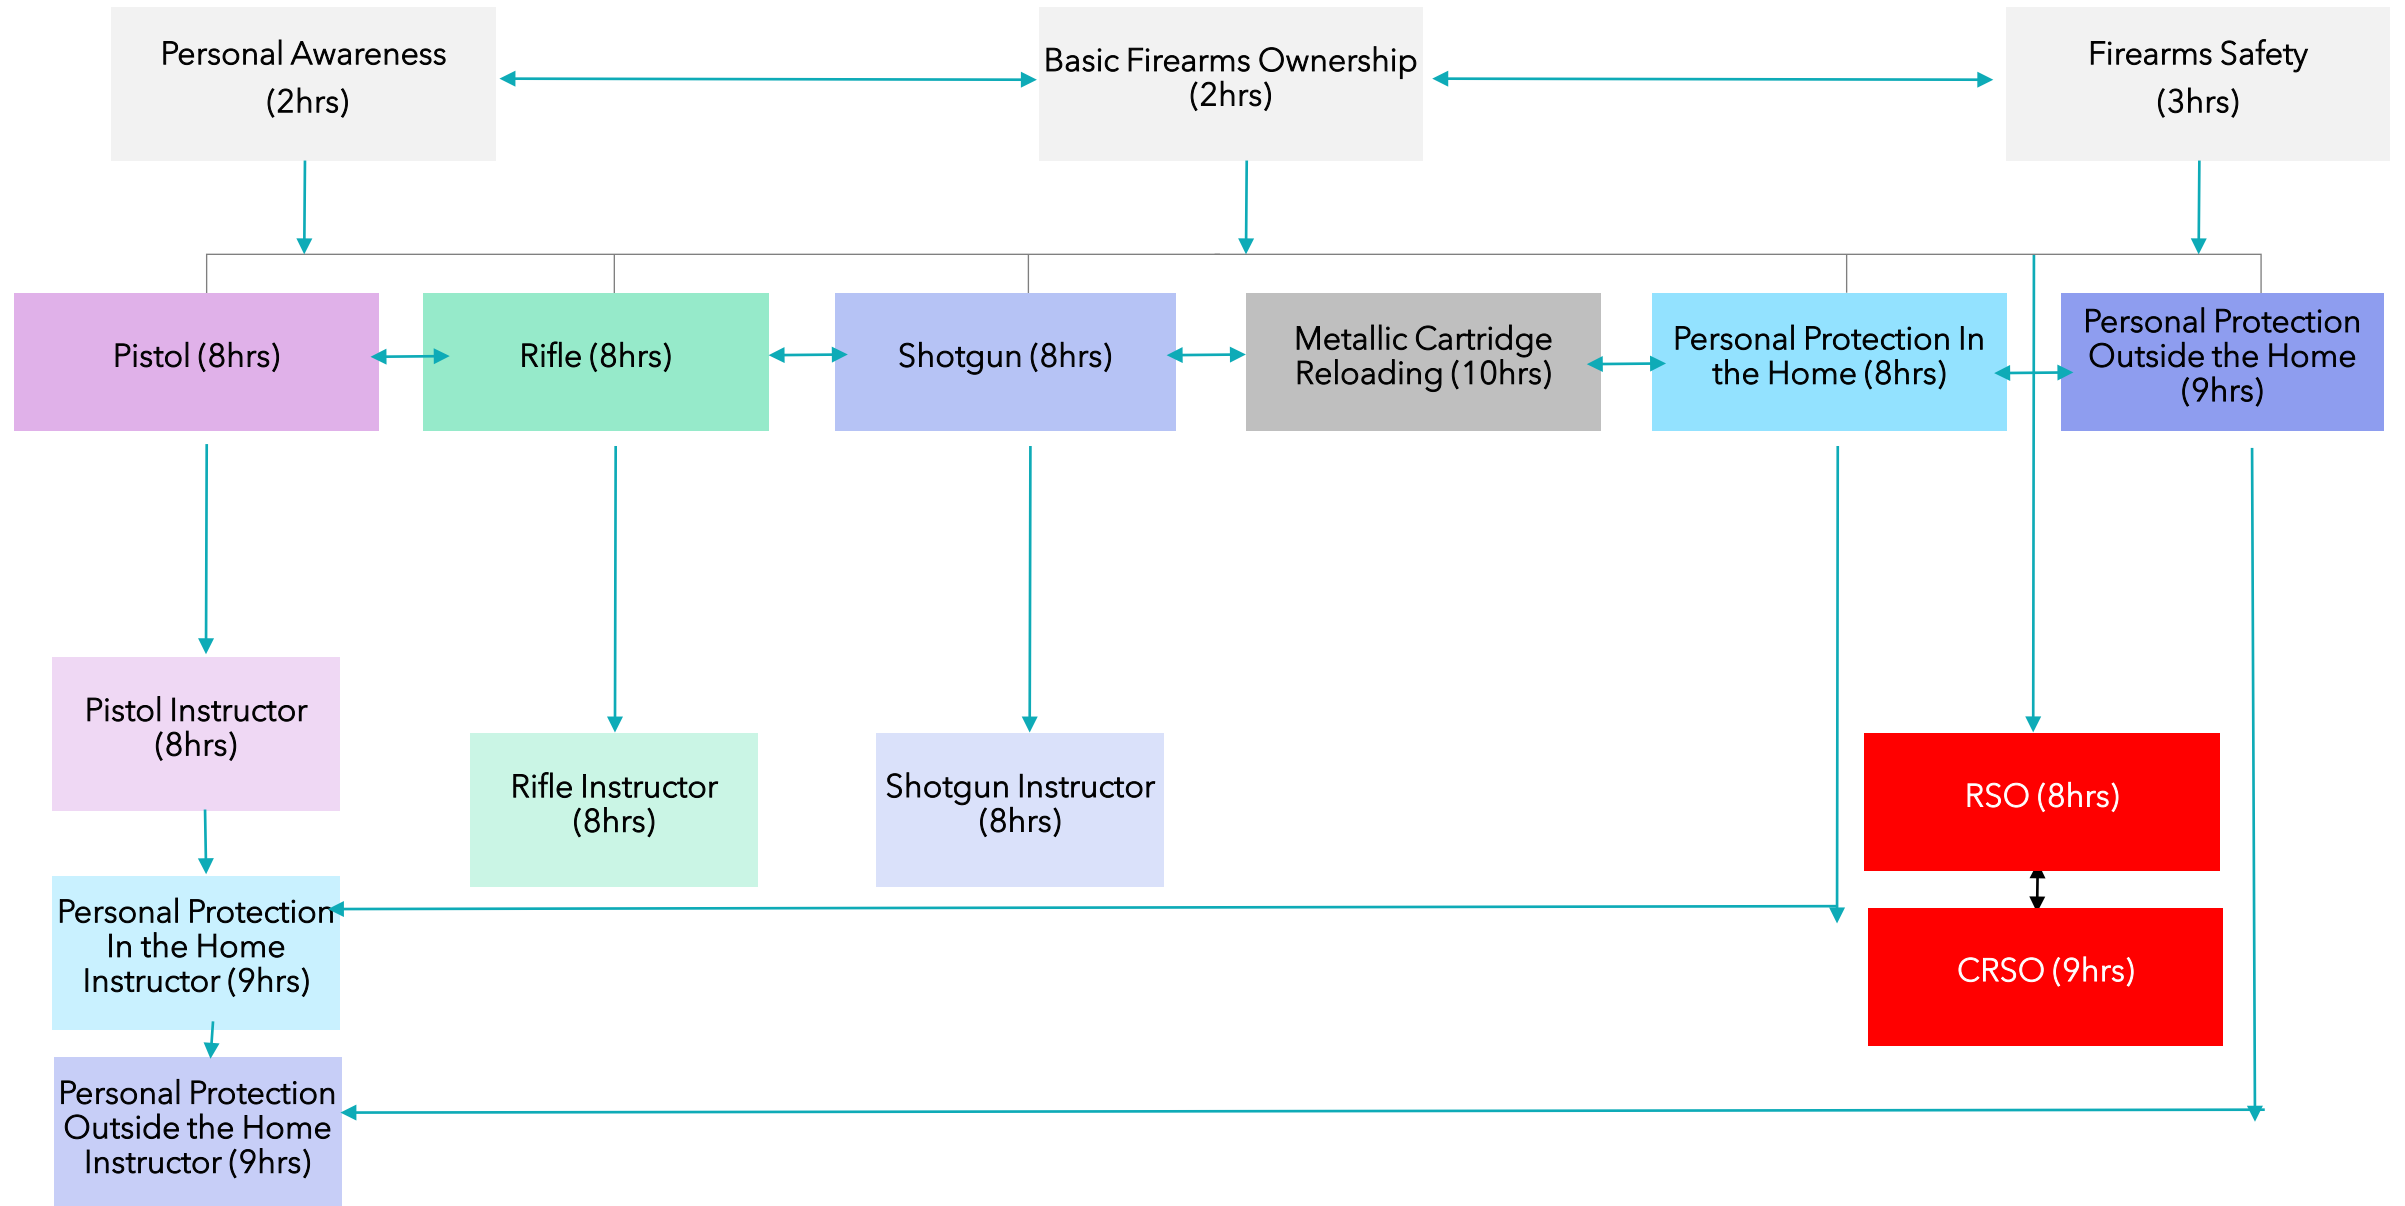 Personal Awareness
(2hrs)
Basic Firearms Ownership
(2hrs)
Firearms Safety
(3hrs)
Pistol (8hrs)
Rifle (8hrs)
Shotgun (8hrs)
Metallic Cartridge
Reloading (10hrs)
Personal Protection In
the Home (8hrs)
Personal Protection
Outside the Home
(9hrs)
Pistol Instructor
(8hrs)
Rifle Instructor
(8hrs)
Shotgun Instructor
(8hrs)
RSO (8hrs)
Personal Protection
In the Home
Instructor (9hrs)
CRSO (9hrs)
Personal Protection
Outside the Home
Instructor (9hrs)